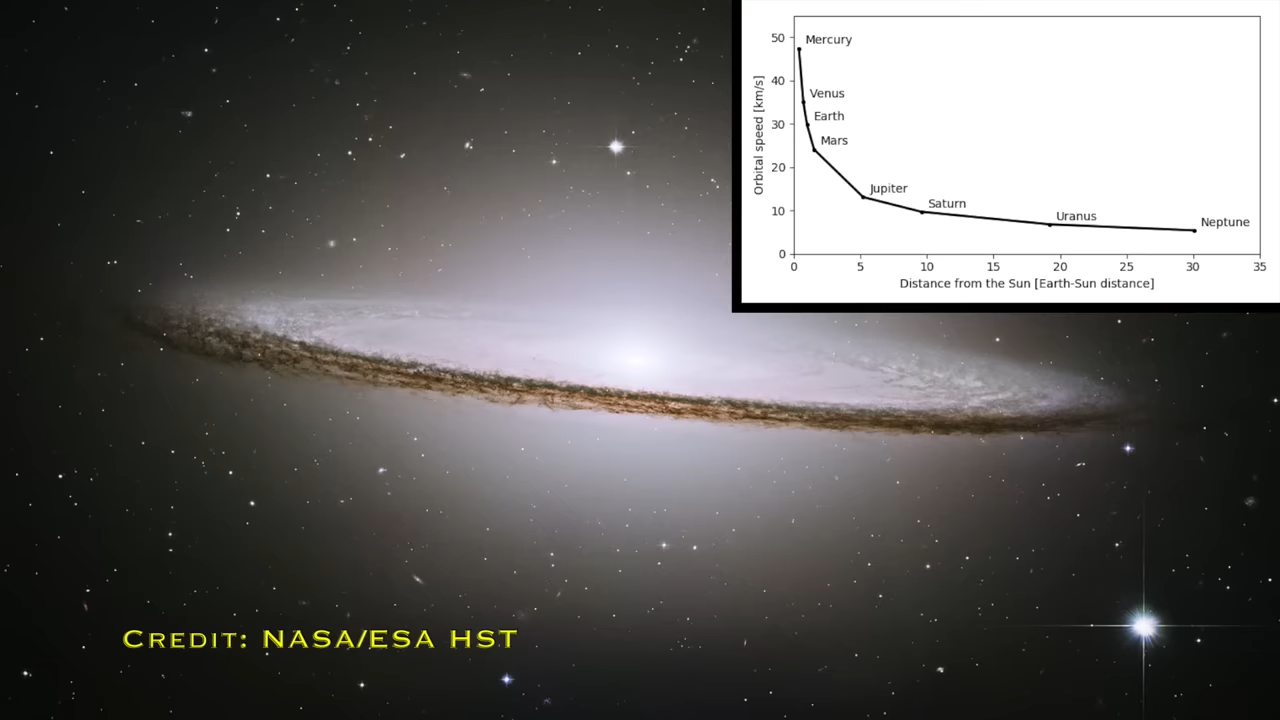 50
Mercury
40
Venus
Earth
30
Mars
20
Jupiter
Saturn
10
Uranus
Neptune
0
0 5 10 15 20 25 30 35
Orbital speed [km/s]
Distance from the Sun [Earth-Sun distance]
Credit: NASA/ESA HST